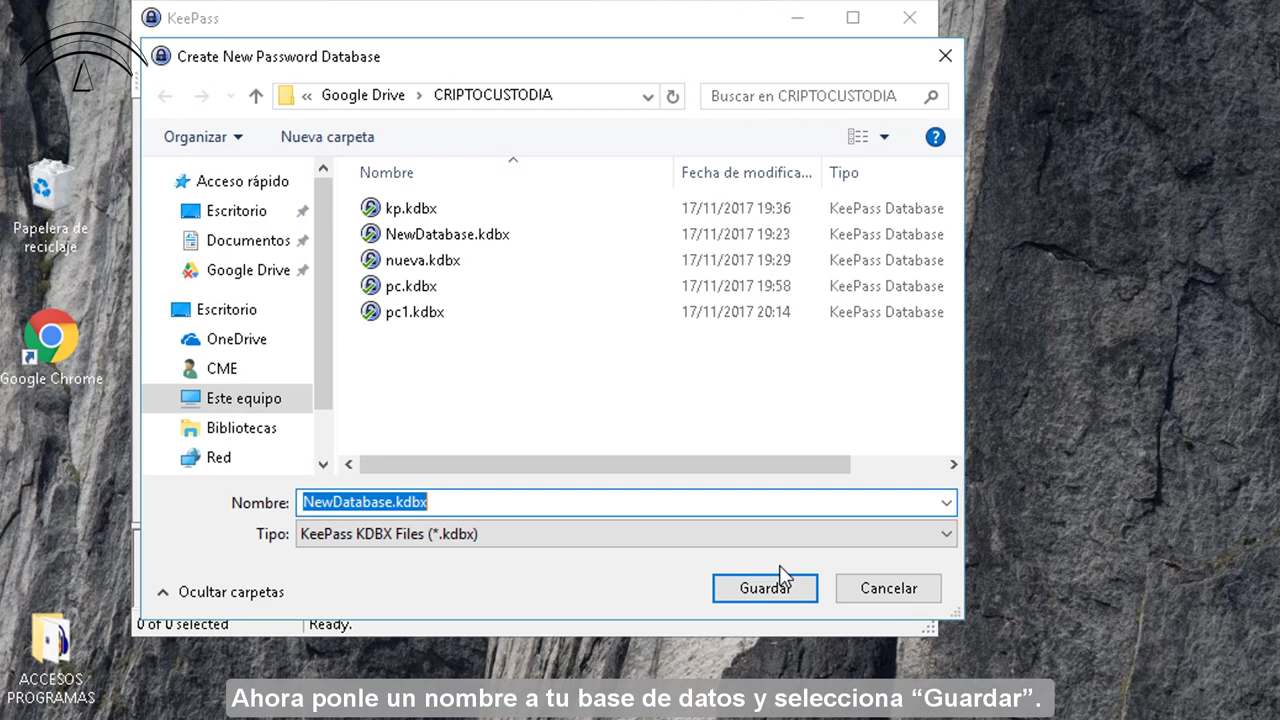 KeePass
Create New Password Database
« Google Drive > CRIPTOCUSTODIA
Buscar en CRIPTOCUSTODIA
Organizar
Nueva carpeta
Nombre
Fecha de modifica...
Tipo
Acceso rápido
Escritorio
Documentos
Google Drive
Escritorio
OneDrive
CME
Este equipo
Bibliotecas
Red
kp.kdbx 17/11/2017 19:36 KeePass Database
NewDatabase.kdbx 17/11/2017 19:23 KeePass Database
nueva.kdbx 17/11/2017 19:29 KeePass Database
pc.kdbx 17/11/2017 19:58 KeePass Database
pc1.kdbx 17/11/2017 20:14 KeePass Database
Nombre: NewDatabase.kdbx
Tipo: KeePass KDBX Files (*.kdbx)
Ocultar carpetas
Guardar
Cancelar
0 of 0 selected
Ready.
Papelera de
reciclaje
Google Chrome
ACCESOS
PROGRAMAS
Ahora ponle un nombre a tu base de datos y selecciona “Guardar”.